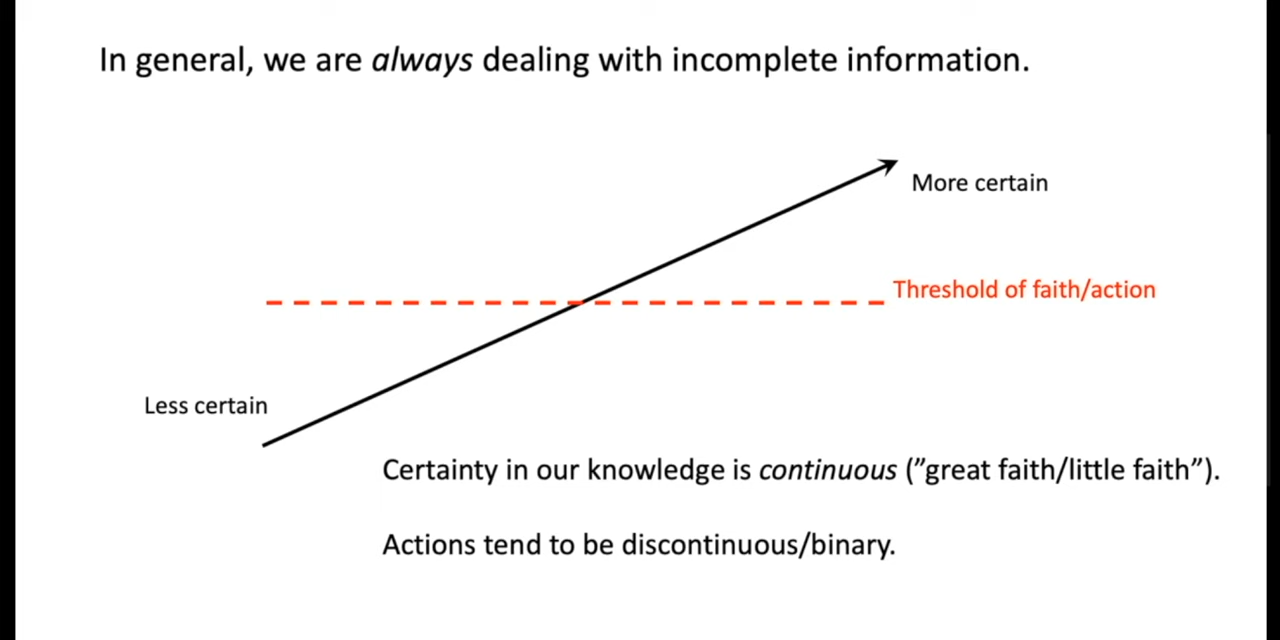 In general, we are always dealing with incomplete information.
More certain
Threshold of faith/action
Less certain
Certainty in our knowledge is continuous (”great faith/little faith”).
Actions tend to be discontinuous/binary.